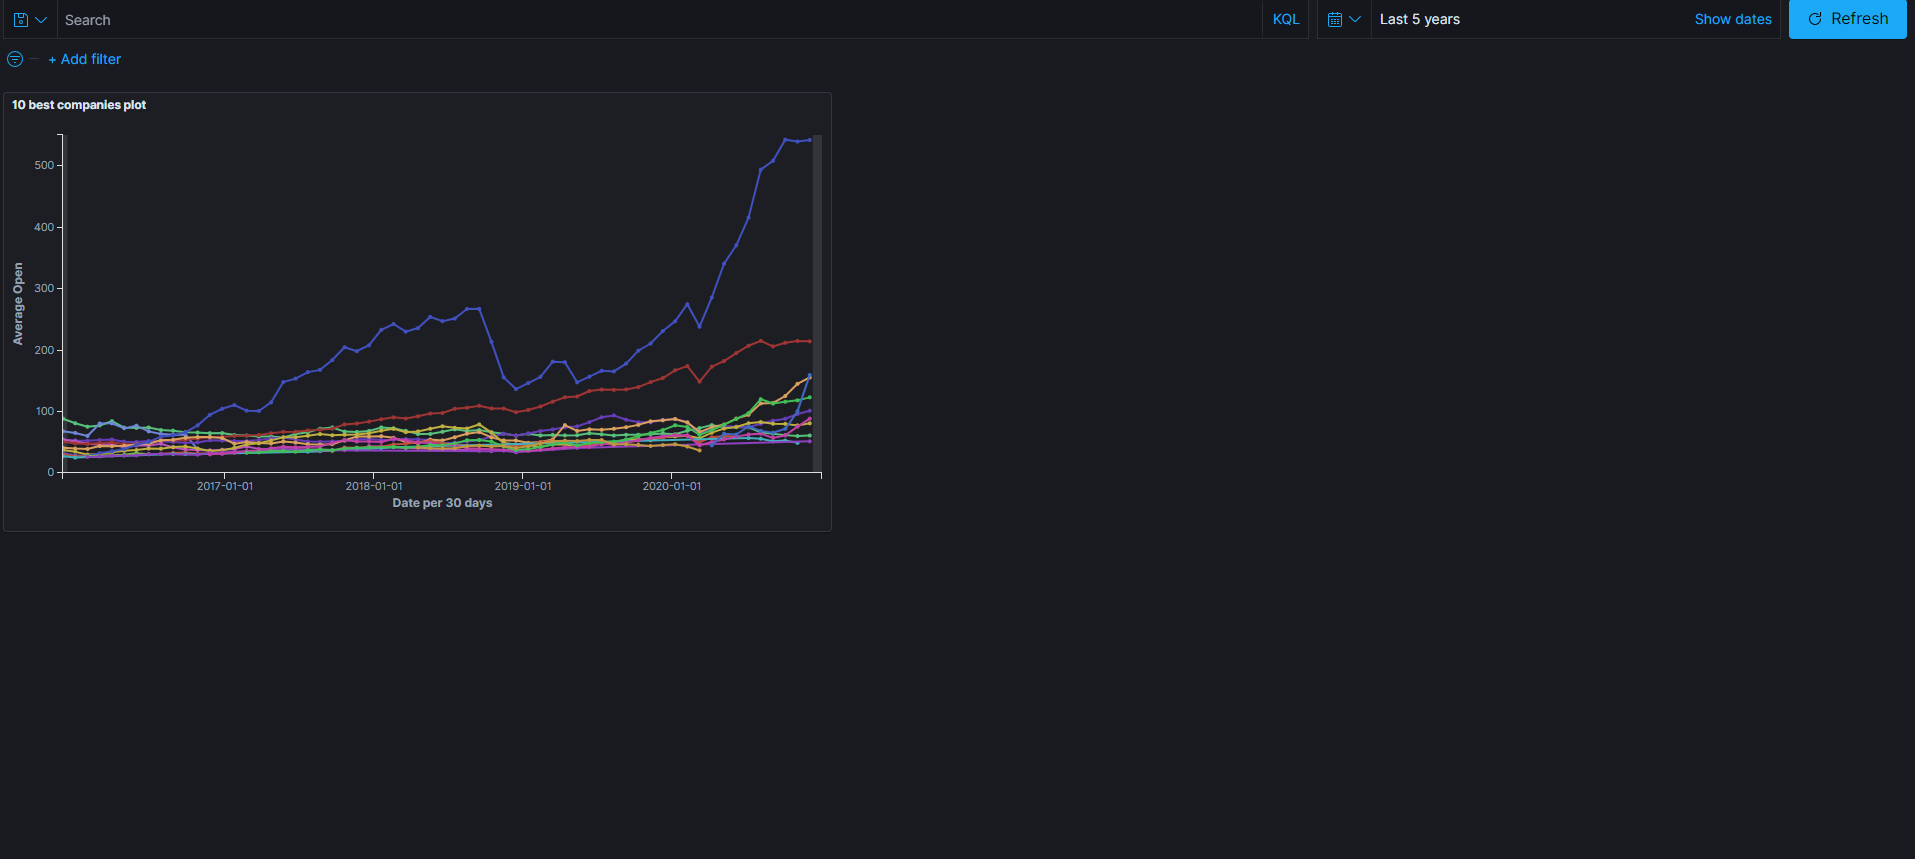 Search
KQL
Last 5 years
Show dates
Refresh
+ Add filter
10 best companies plot
Average Open
500
400
300
200
100
0
2017-01-01
2018-01-01
2019-01-01
2020-01-01
Date per 30 days